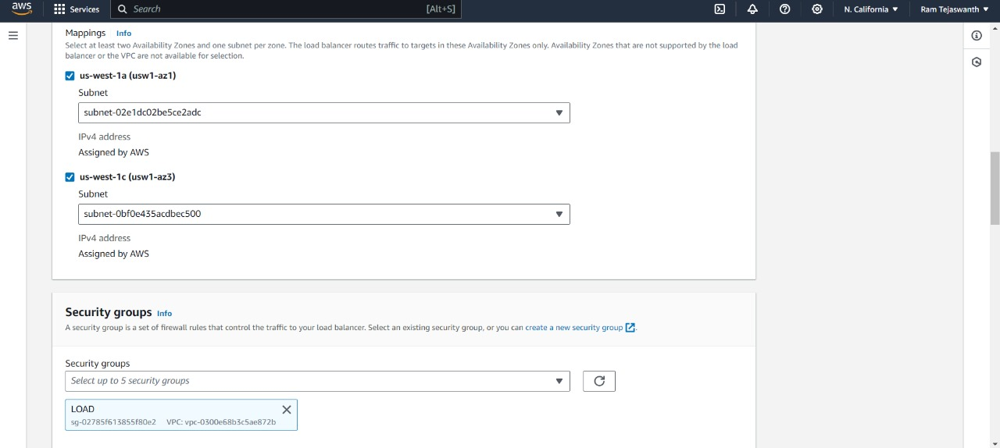 aws
Services
Search
[Alt+S]
N. California
Ram Tejaswanth
Mappings Info
Select at least two Availability Zones and one subnet per zone. The load balancer routes traffic to targets in these Availability Zones only. Availability Zones that are not supported by the load
balancer or the VPC are not available for selection.
us-west-1a (usw1-az1)
Subnet
subnet-02e1dc02be5ce2adc
IPv4 address
Assigned by AWS
us-west-1c (usw1-az3)
Subnet
subnet-0bf0e435acdbec500
IPv4 address
Assigned by AWS
Security groups Info
A security group is a set of firewall rules that control the traffic to your load balancer. Select an existing security group, or you can create a new security group.
Security groups
Select up to 5 security groups
LOAD
sg-02785f613855f80e2 VPC: vpc-0300e68b3c5ae872b